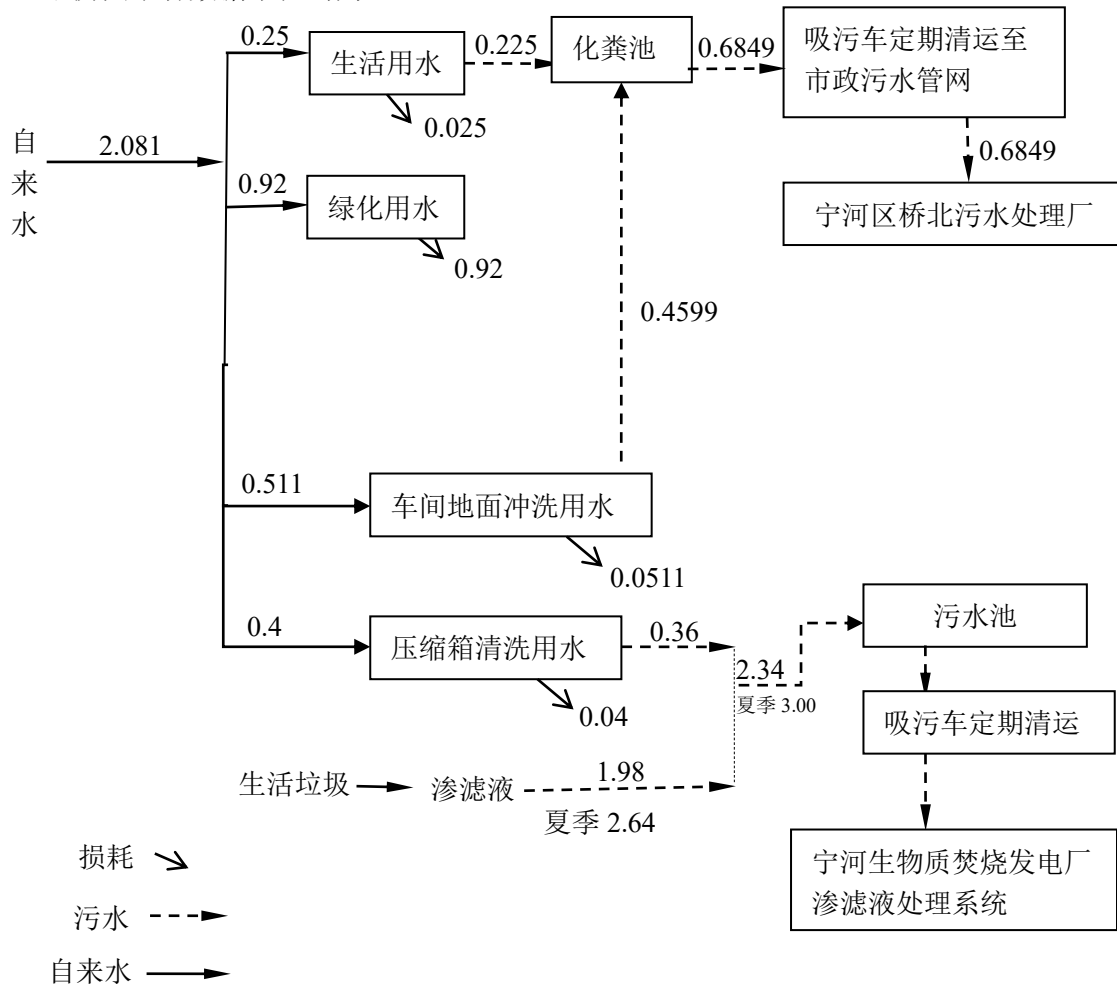 0.25
生活用水
0.225
化粪池
0.6849
吸污车定期清运至
市政污水管网
0.025
自
来
水
2.081
0.6849
0.92
绿化用水
宁河区桥北污水处理厂
0.92
0.4599
0.511
车间地面冲洗用水
0.0511
污水池
0.4
压缩箱清洗用水
0.36
2.34
夏季 3.00
0.04
吸污车定期清运
生活垃圾
渗滤液
1.98
夏季 2.64
宁河生物质焚烧发电厂
渗滤液处理系统
损耗
污水
自来水